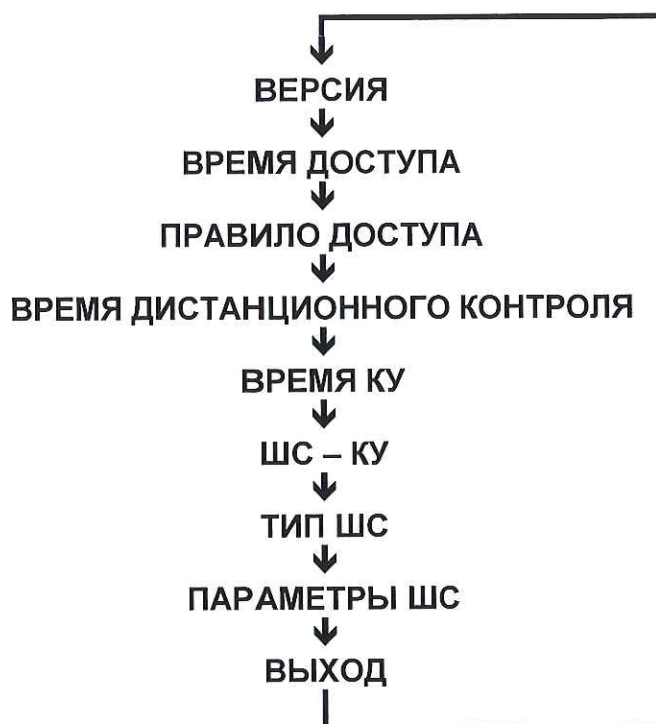 ВЕРСИЯ
ВРЕМЯ ДОСТУПА
ПРАВИЛО ДОСТУПА
ВРЕМЯ ДИСТАНЦИОННОГО КОНТРОЛЯ
ВРЕМЯ КУ
ШС – КУ
ТИП ШС
ПАРАМЕТРЫ ШС
ВЫХОД